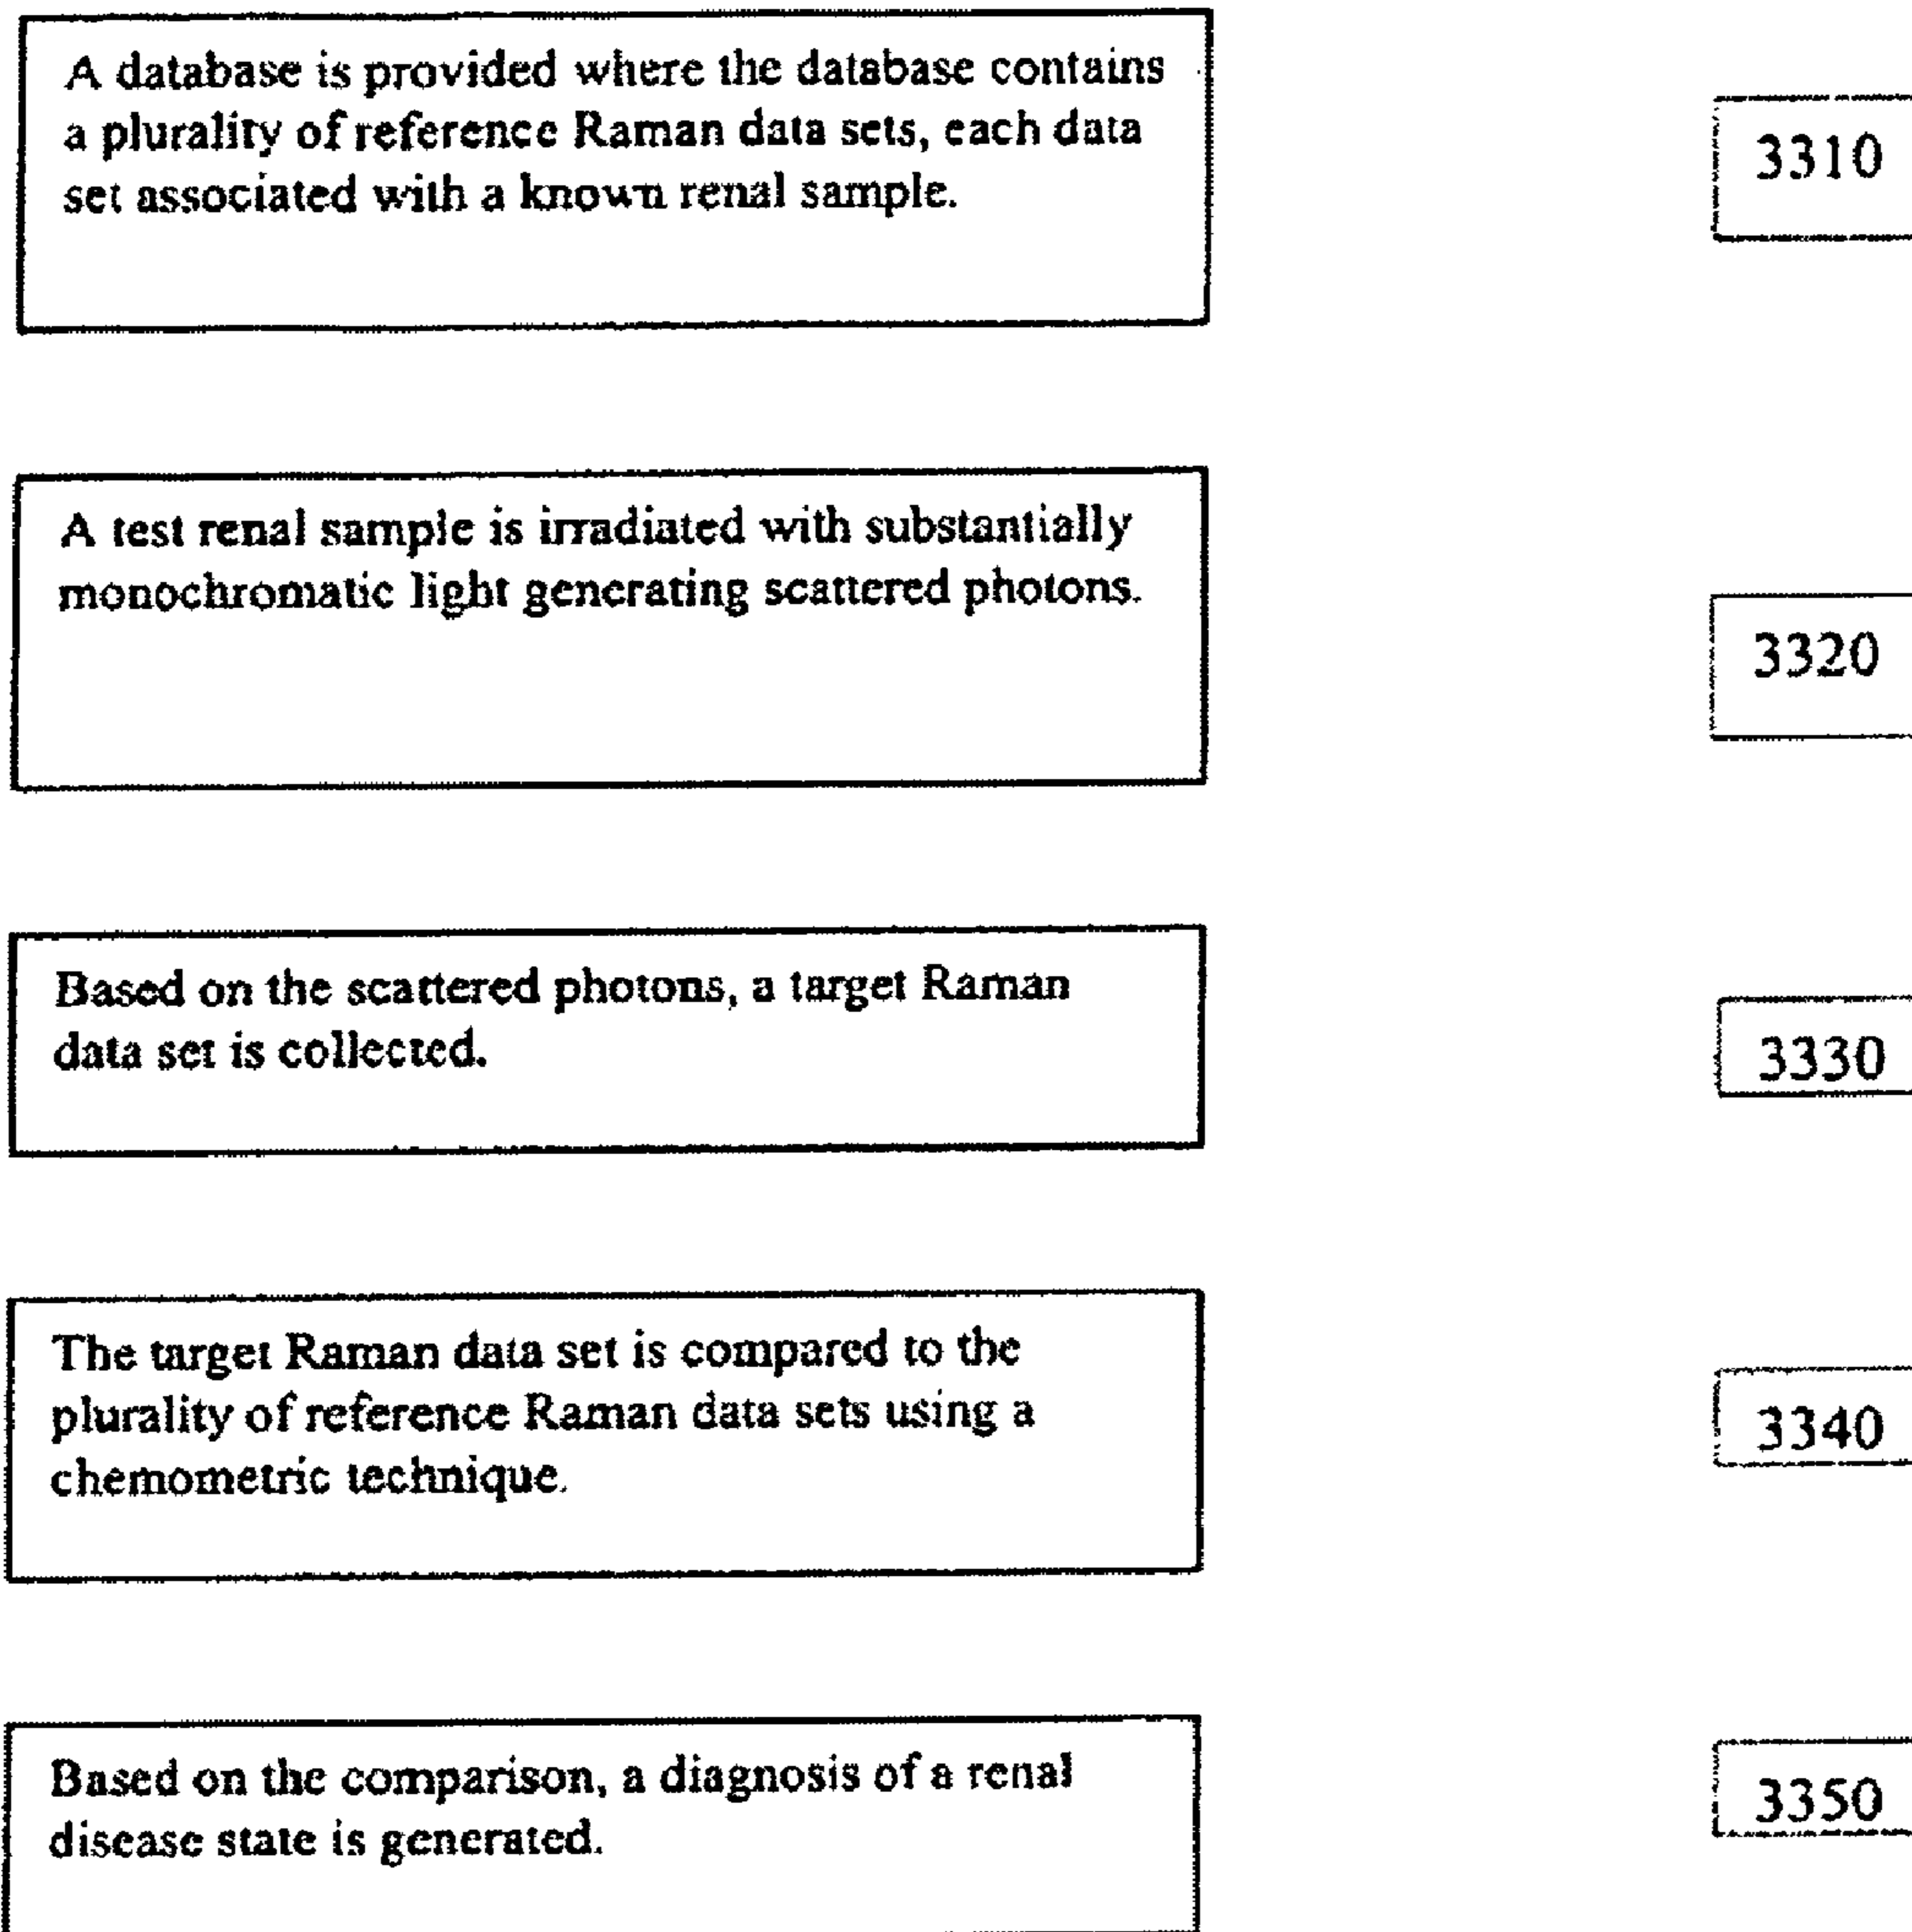 A database is provided where the database contains
a plurality of reference Raman data sets, each data
set associated with a known renal sample.
3310
A test renal sample is irradiated with substantially
monochromatic light generating scattered photons.
3320
Based on the scattered photons, a target Raman
data set is collected.
3330
The target Raman data set is compared to the
plurality of reference Raman data sets using a
chemometric technique.
3340
Based on the comparison, a diagnosis of a renal
disease state is generated.
3350